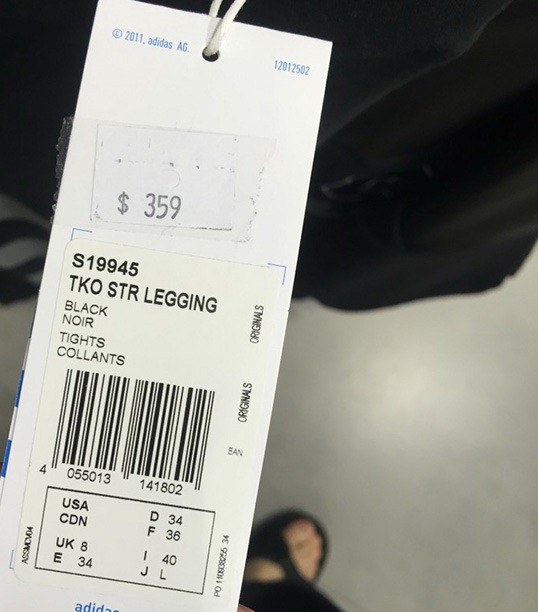 © 2011, adidas AG.
12012502
$ 359
S19945
TKO STR LEGGING
BLACK
NOIR
TIGHTS
COLLANTS
ORIGINALS
ORIGINALS
EAN
4 055013 141802
USA
CDN
UK 8
E 34
D 34
F 36
I 40
J L